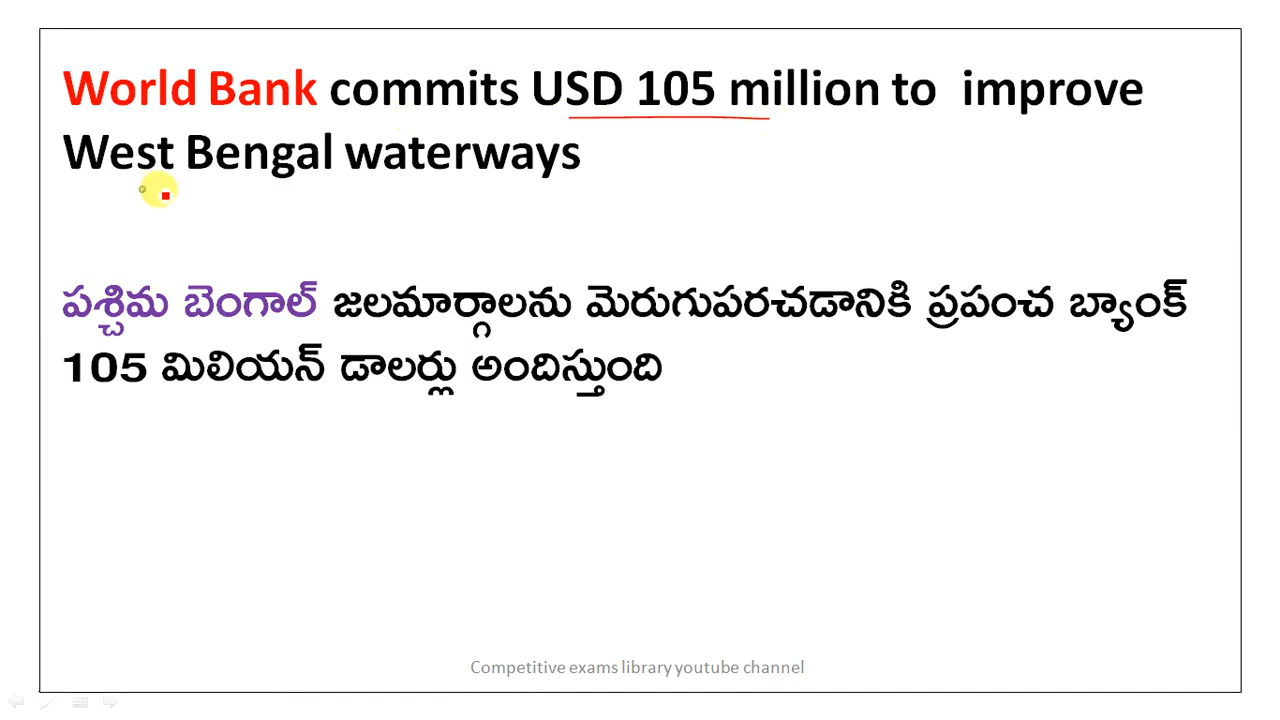 World Bank commits USD 105 million to improve
West Bengal waterways
పశ్చిమ బెంగాల్ జలమార్గాలను మెరుగుపరచడానికి ప్రపంచ బ్యాంక్
105 మిలియన్ డాలర్లు అందిస్తుంది
Competitive exams library youtube channel